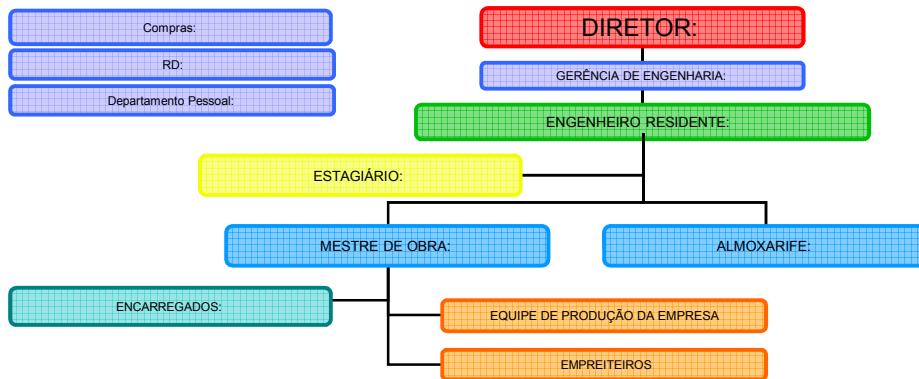 Compras:
RD:
Departamento Pessoal:
DIRETOR:
GERÊNCIA DE ENGENHARIA:
ENGENHEIRO RESIDENTE:
ESTAGIÁRIO:
MESTRE DE OBRA:
ALMOXARIFE:
ENCARREGADOS:
EQUIPE DE PRODUÇÃO DA EMPRESA
EMPREITEIROS